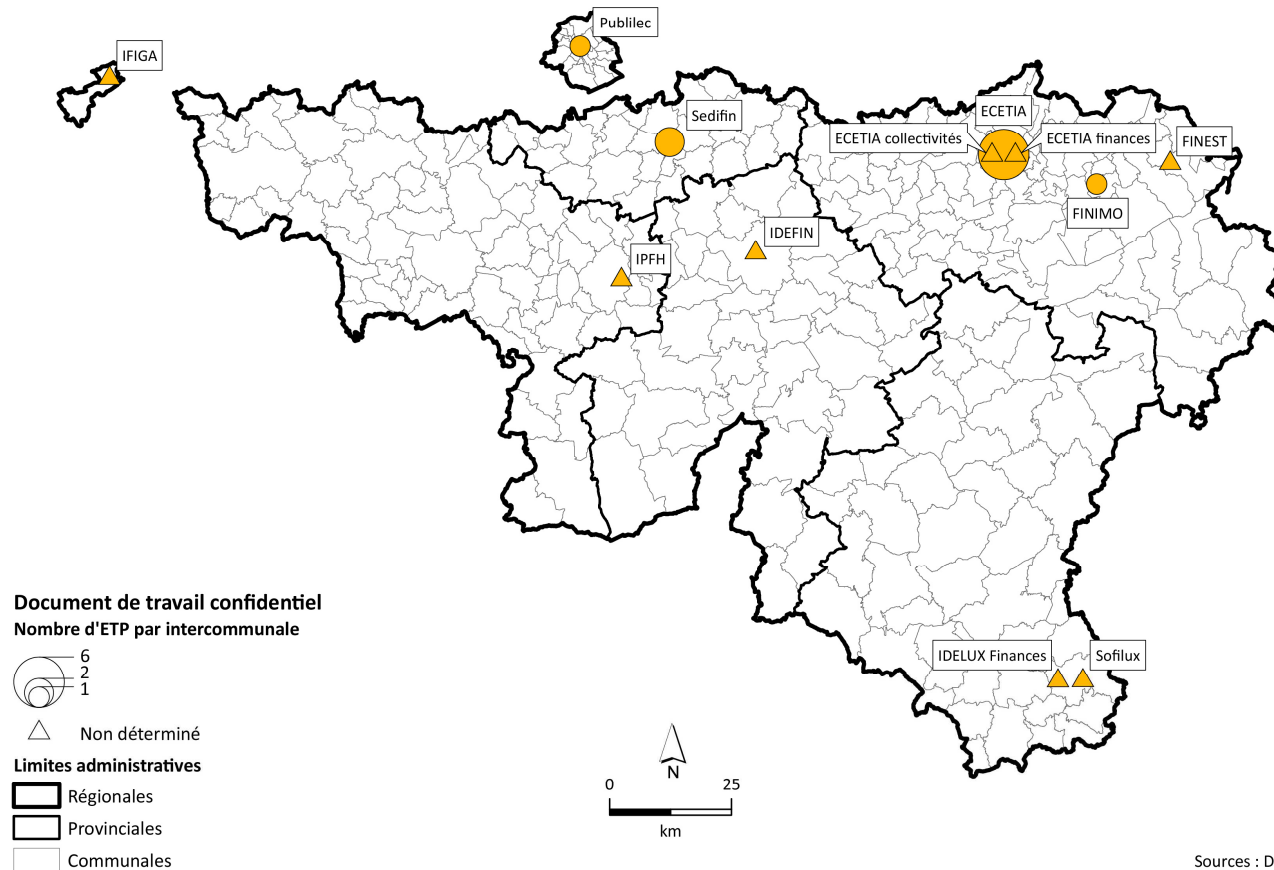 Publilec
IFIGA
Sedifin
ECETIA
ECETIA collectivités
ECETIA finances
FINEST
FINIMO
IDEFIN
IPFH
IDELUX Finances
Sofilux
Document de travail confidentiel
Nombre d'ETP par intercommunale
6
2
1
Non déterminé
Limites administratives
Régionales
Provinciales
Communales
N
0 25
km
Sources : D